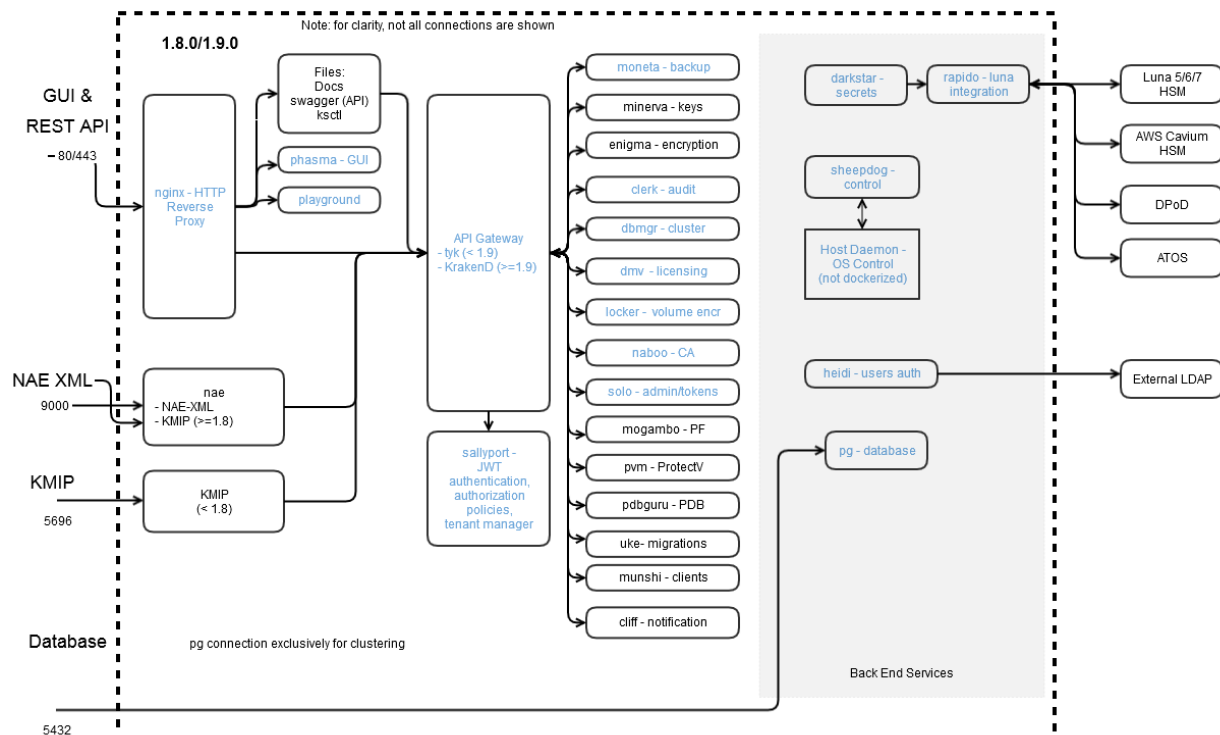 Note: for clarity, not all connections are shown
1.8.0/1.9.0
GUI &
REST API
– 80/443
nginx - HTTP
Reverse
Proxy
Files:
Docs
swagger (API)
ksctl
phasma - GUI
playground
NAE XML
9000
nae
- NAE-XML
- KMIP (>=1.8)
KMIP
5696
KMIP
(< 1.8)
API Gateway
- tyk (< 1.9)
- KrakenD (>=1.9)
sallyport -
JWT
authentication,
authorization
policies,
tenant manager
moneta - backup
minerva - keys
enigma - encryption
clerk - audit
dbmgr - cluster
dmv - licensing
locker - volume encr
naboo - CA
solo - admin/tokens
mogambo - PF
pvm - ProtectV
pdbguru - PDB
uke- migrations
munshi - clients
cliff - notification
darkstar -
secrets
rapido - luna
integration
sheepdog -
control
Host Daemon -
OS Control
(not dockerized)
heidi - users auth
pg - database
Back End Services
Luna 5/6/7
HSM
AWS Cavium
HSM
DPoD
ATOS
External LDAP
Database
pg connection exclusively for clustering
5432